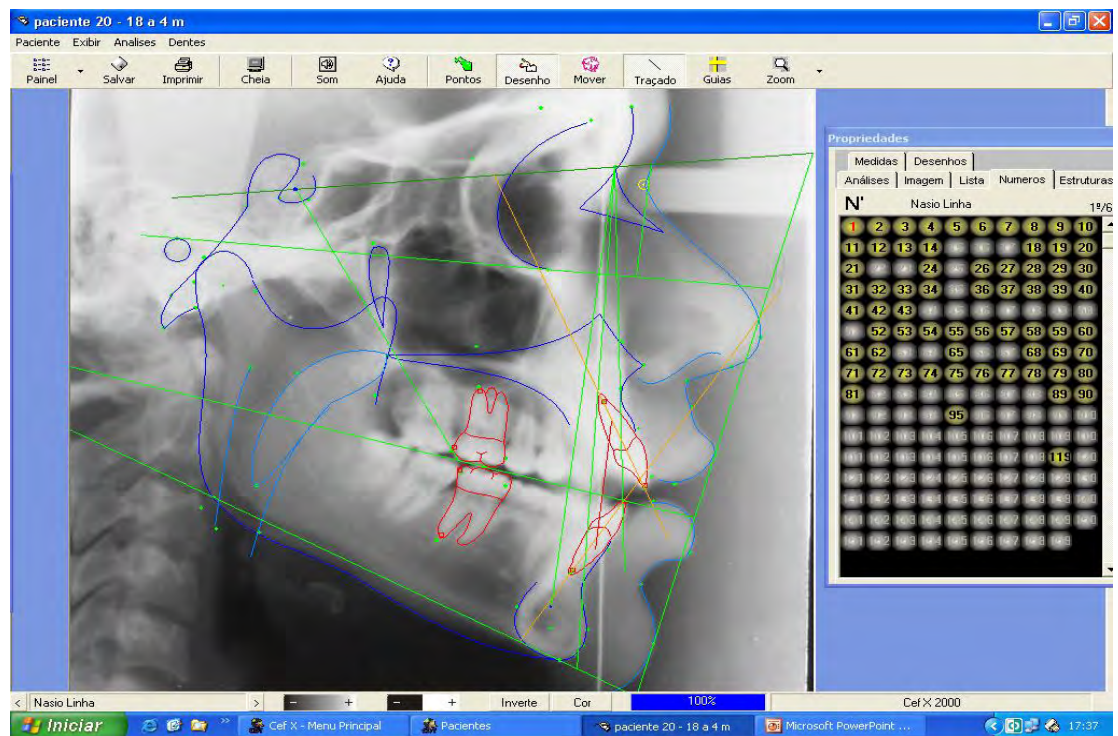 paciente 20 - 18 a 4 m
Paciente Exibir Analises Dentes
Painel Salvar Imprimir Cheia Som Ajuda Pontos Desenho Mover Traçado Guias Zoom
Propriedades
Medidas Desenhos
Análises Imagem Lista Numeros Estruturas
N' Nasio Linha 1º/6
1 2 3 4 5 6 7 8 9 10
11 12 13 14 18 19 20
21 24 26 27 28 29 30
31 32 33 34 36 37 38 39 40
41 42 43
52 53 54 55 56 57 58 59 60
61 62 65 68 69 70
71 72 73 74 75 76 77 78 79 80
81 89 90
95
119
< Nasio Linha > - + - + Inverte Cor 100% Cef X 2000
Iniciar » Cef X - Menu Principal Pacientes paciente 20 - 18 a 4 m Microsoft PowerPoint ... 17:37